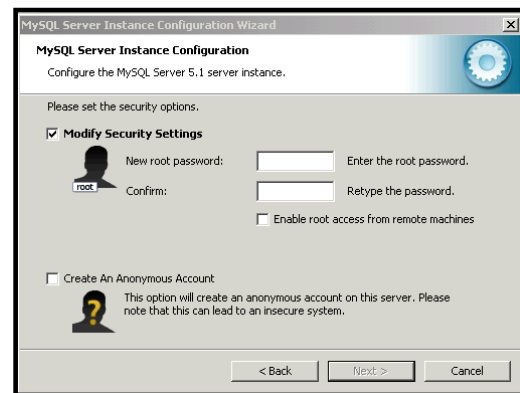 MySQL Server Instance Configuration Wizard
MySQL Server Instance Configuration
Configure the MySQL Server 5.1 server instance.
Please set the security options.
Modify Security Settings
root
New root password:
Enter the root password.
Confirm:
Retype the password.
Enable root access from remote machines
Create An Anonymous Account
?
This option will create an anonymous account on this server. Please
note that this can lead to an insecure system.
< Back
Next >
Cancel